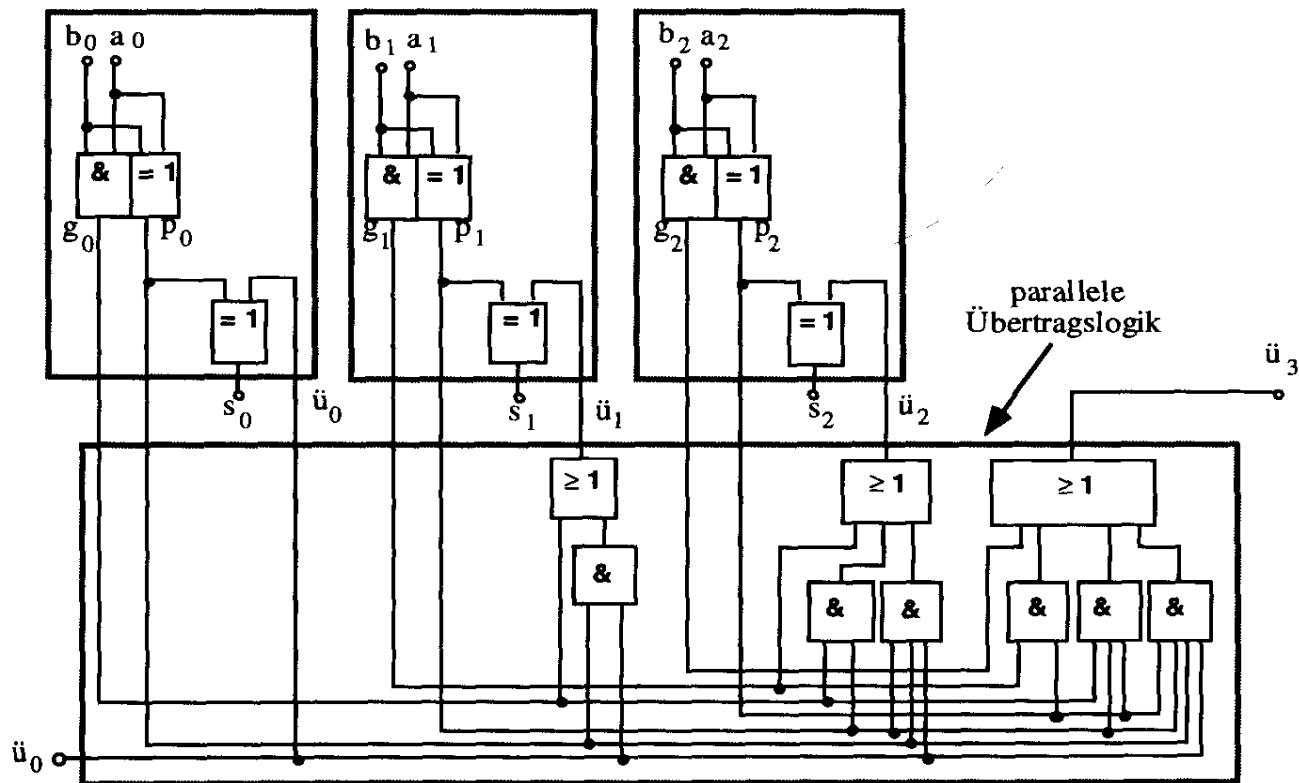 b0 a0
b1 a1
b2 a2
& = 1
& = 1
& = 1
g0 p0
g1 p1
g2 p2
= 1
= 1
= 1
parallele
Übertragslogik
s0 ü0
s1 ü1
s2 ü2
ü3
≥ 1
≥ 1
≥ 1
&
& &
& & &
ü0